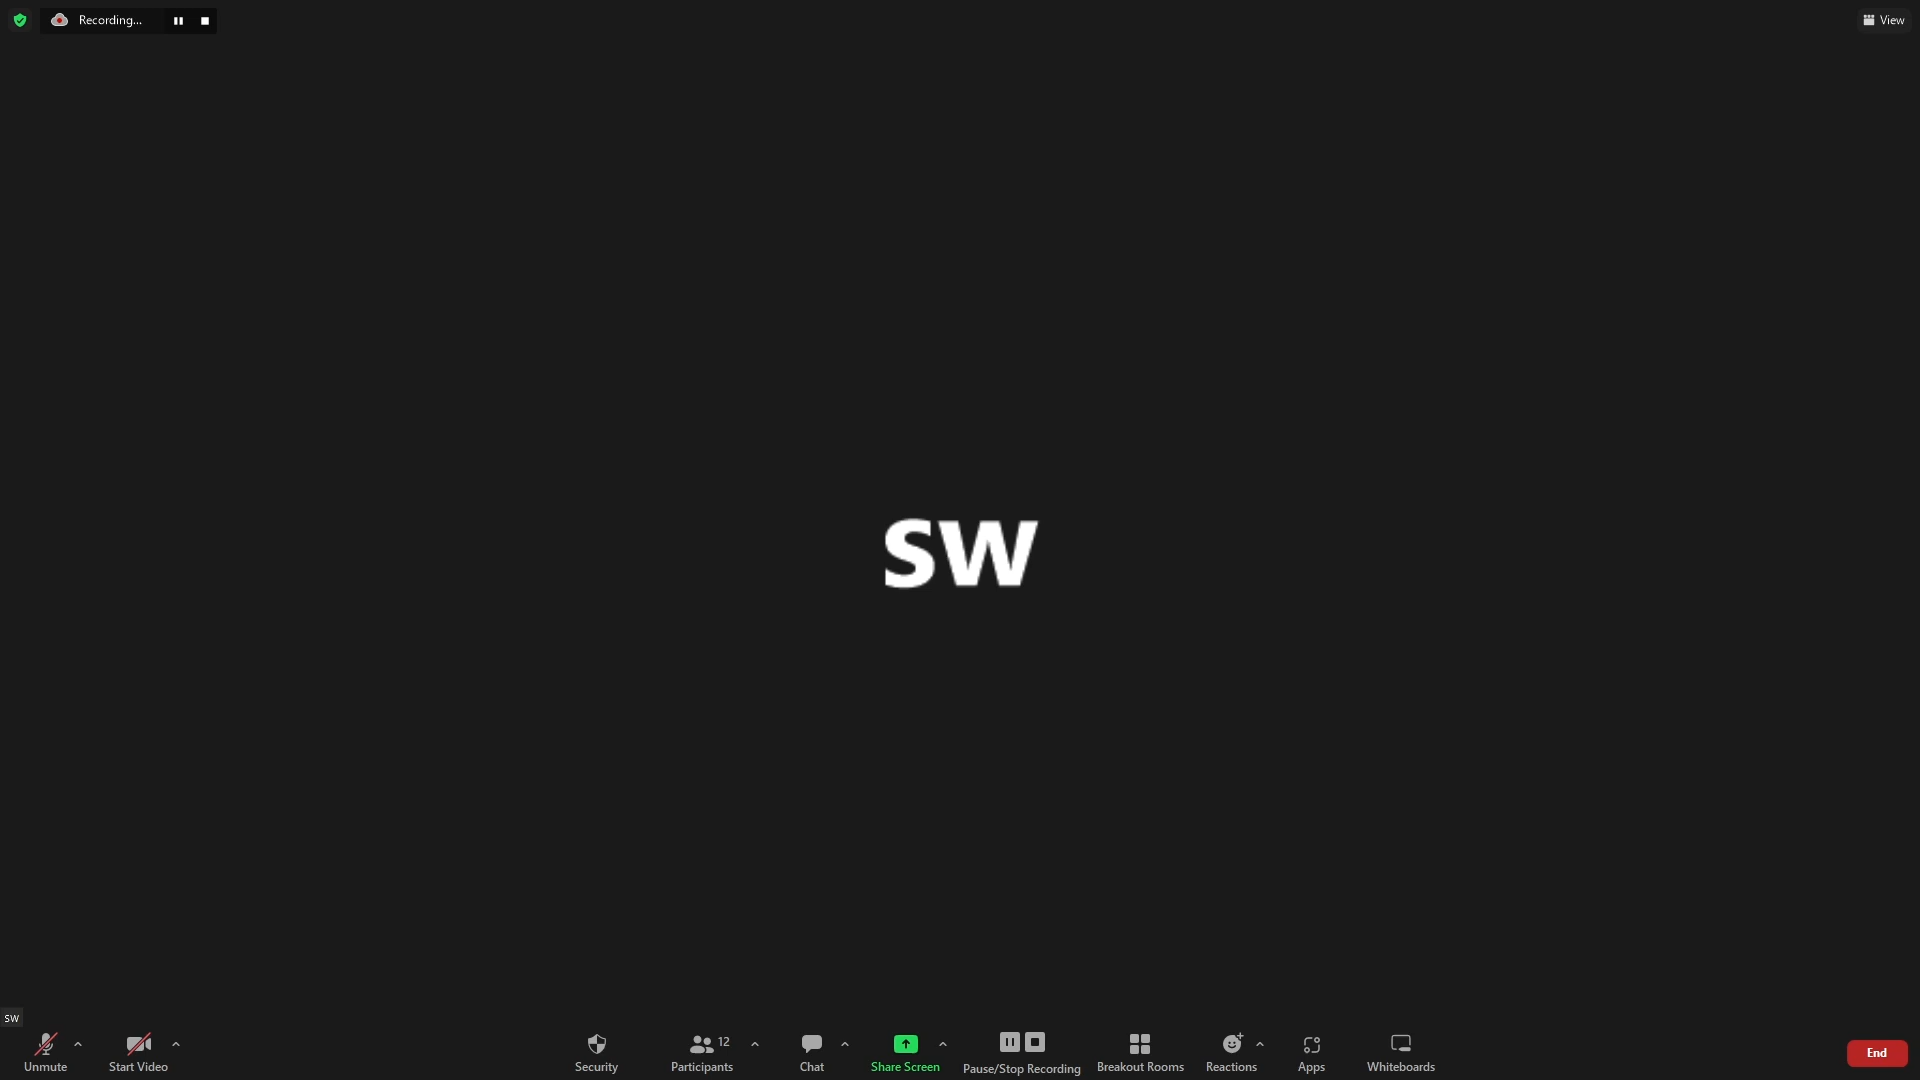 Recording...
View
SW
SW
Unmute
Start Video
Security
12
Participants
Chat
Share Screen
Pause/Stop Recording
Breakout Rooms
Reactions
Apps
Whiteboards
End